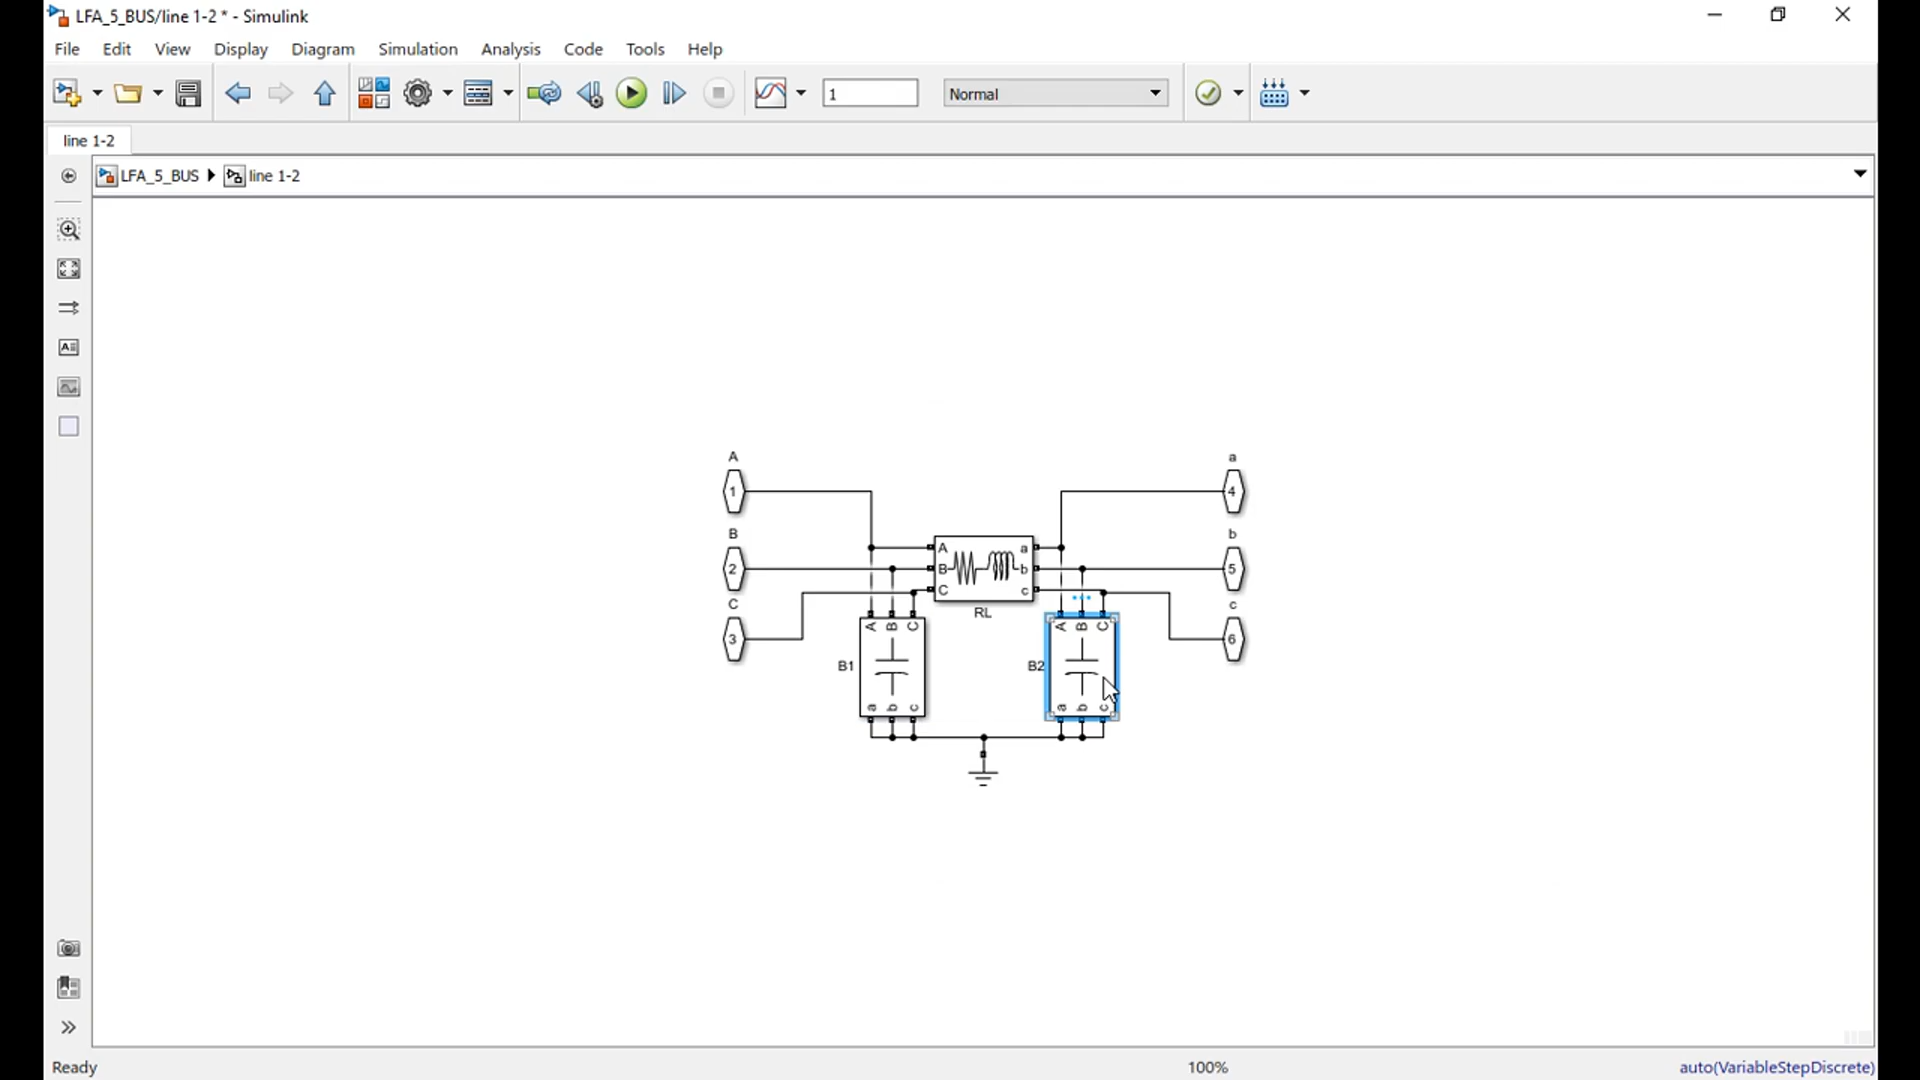 LFA_5_BUS/line 1-2 * - Simulink
File Edit View Display Diagram Simulation Analysis Code Tools Help
1 Normal
line 1-2
LFA_5_BUS line 1-2
A a
1 4
B b
2 5
C c
3 6
A a
B b
C c
RL
A B C
B1
a b c
A B C
B2
a b c
Ready 100% auto(VariableStepDiscrete)